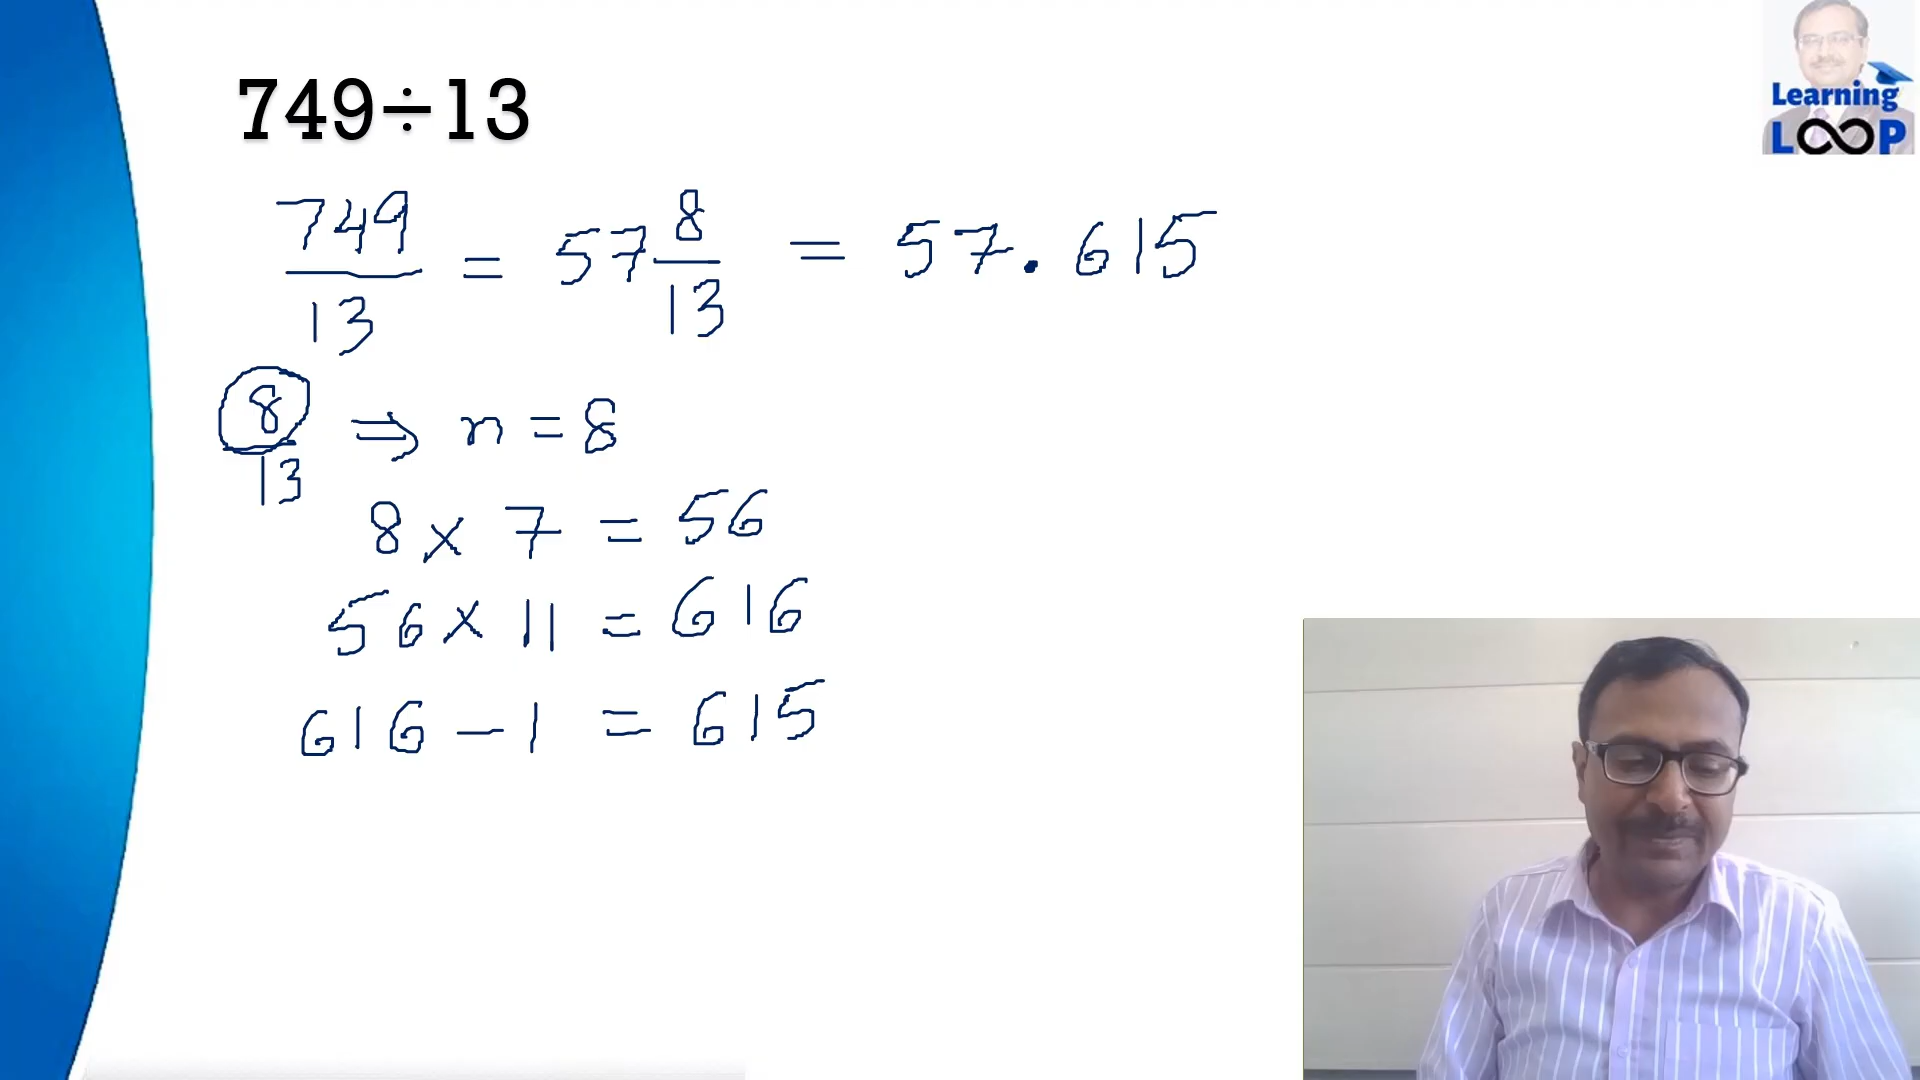 749÷13
Learning
LOOP
749/13 = 57 8/13 = 57.615
8/13 ⇒ n = 8
8 × 7 = 56
56 × 11 = 616
616 – 1 = 615